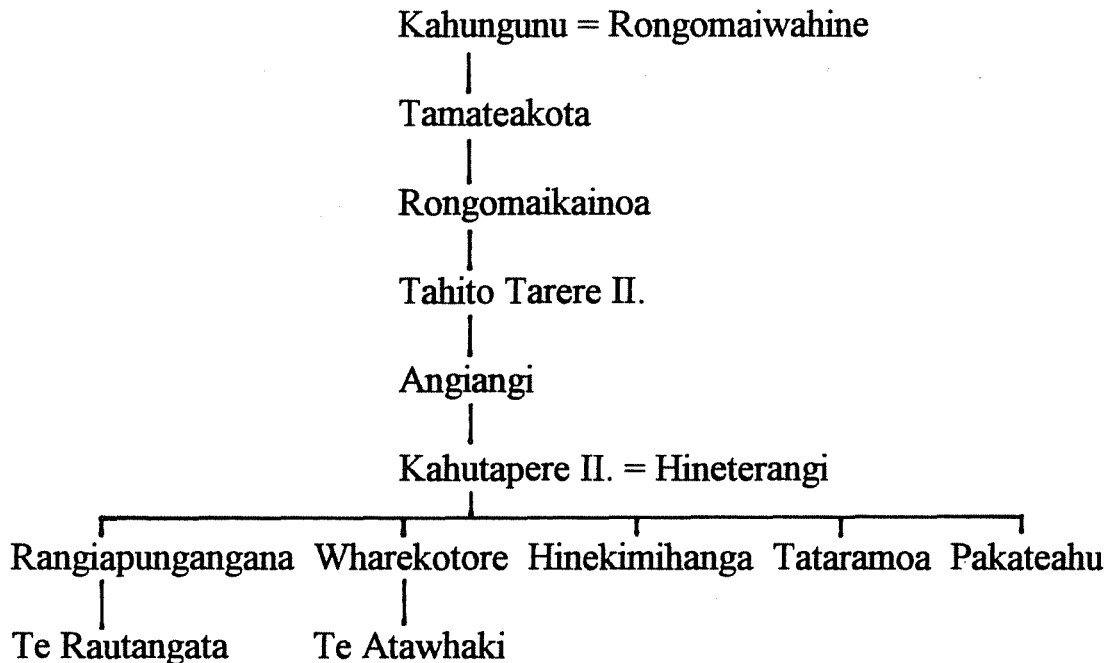 Kahungunu = Rongomaiwahine
Tamateakota
Rongomaikainoa
Tahito Tarere II.
Angiangi
Kahutapere II. = Hineterangi
Rangiapungangana Wharekotore Hinekimihanga Tataramoa Pakateahu
Te Rautangata Te Atawhaki